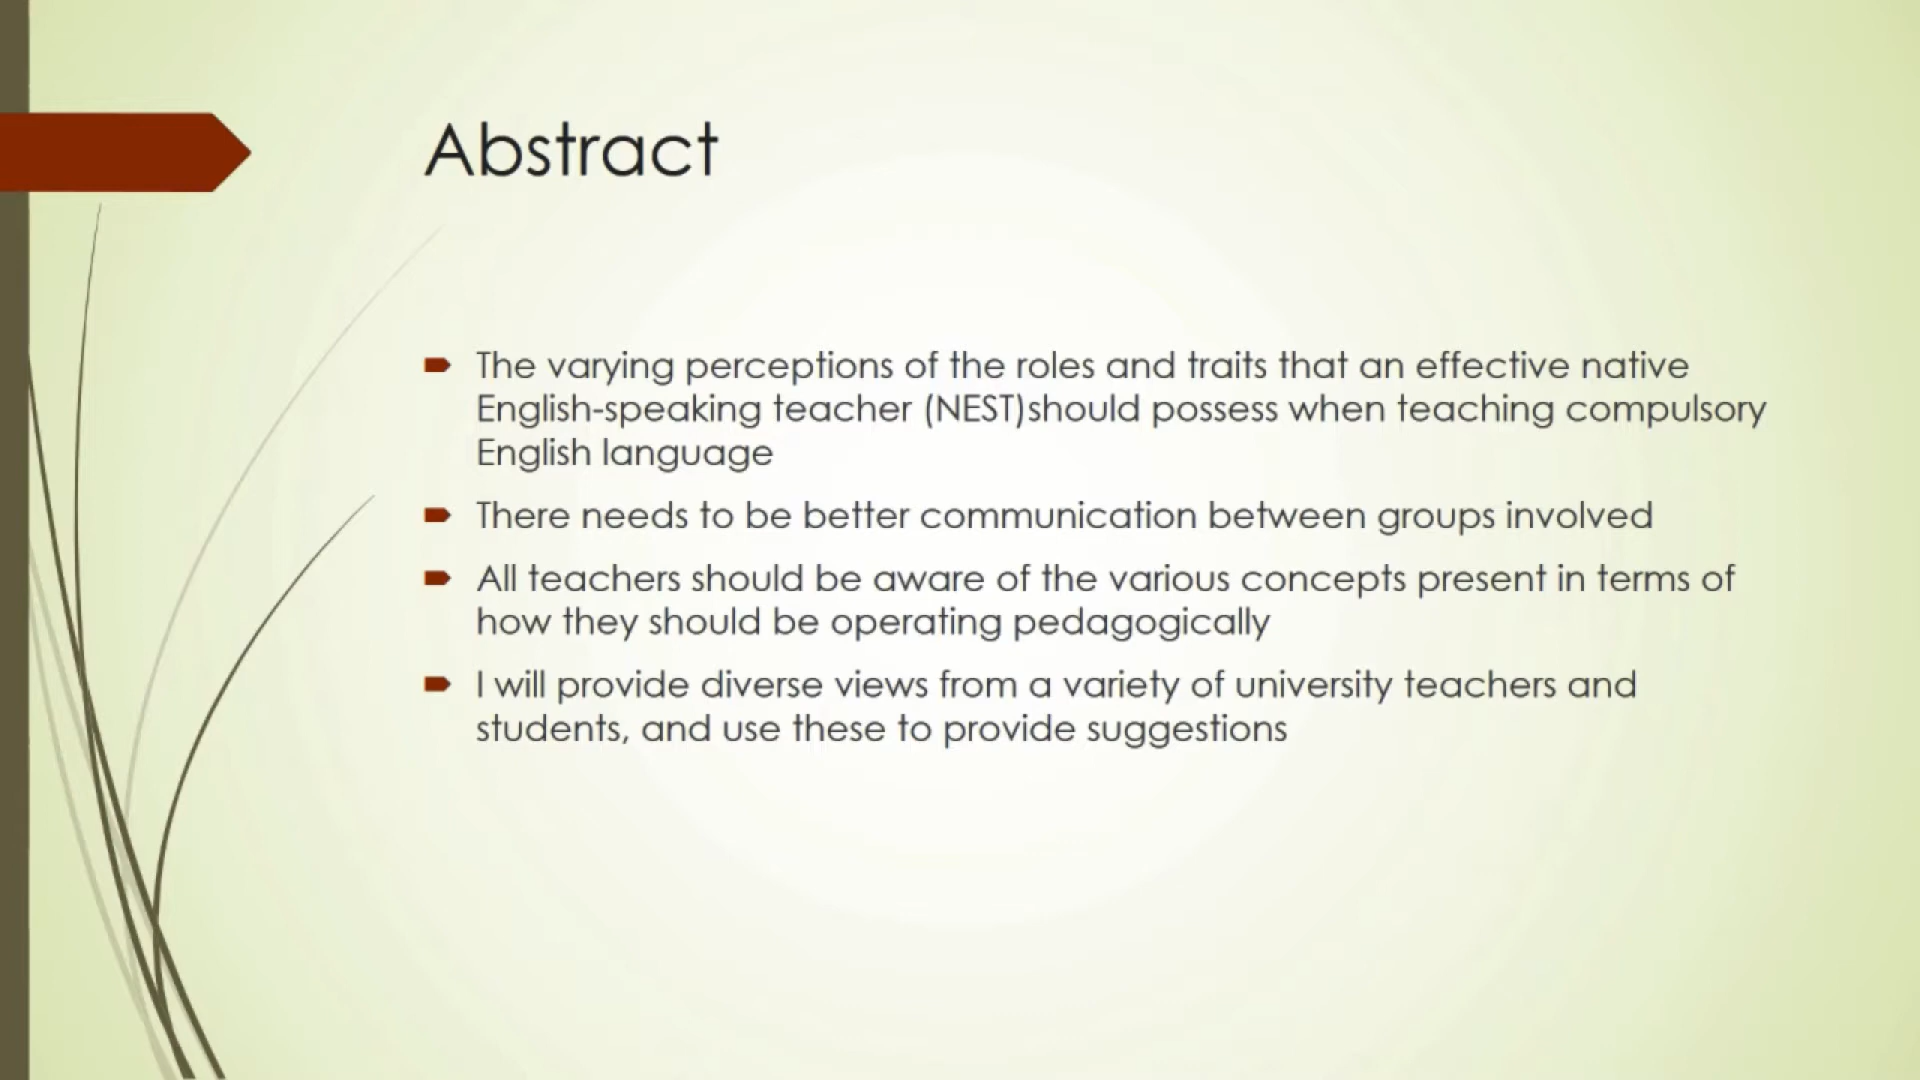 Abstract
The varying perceptions of the roles and traits that an effective native
English-speaking teacher (NEST)should possess when teaching compulsory
English language
There needs to be better communication between groups involved
All teachers should be aware of the various concepts present in terms of
how they should be operating pedagogically
I will provide diverse views from a variety of university teachers and
students, and use these to provide suggestions